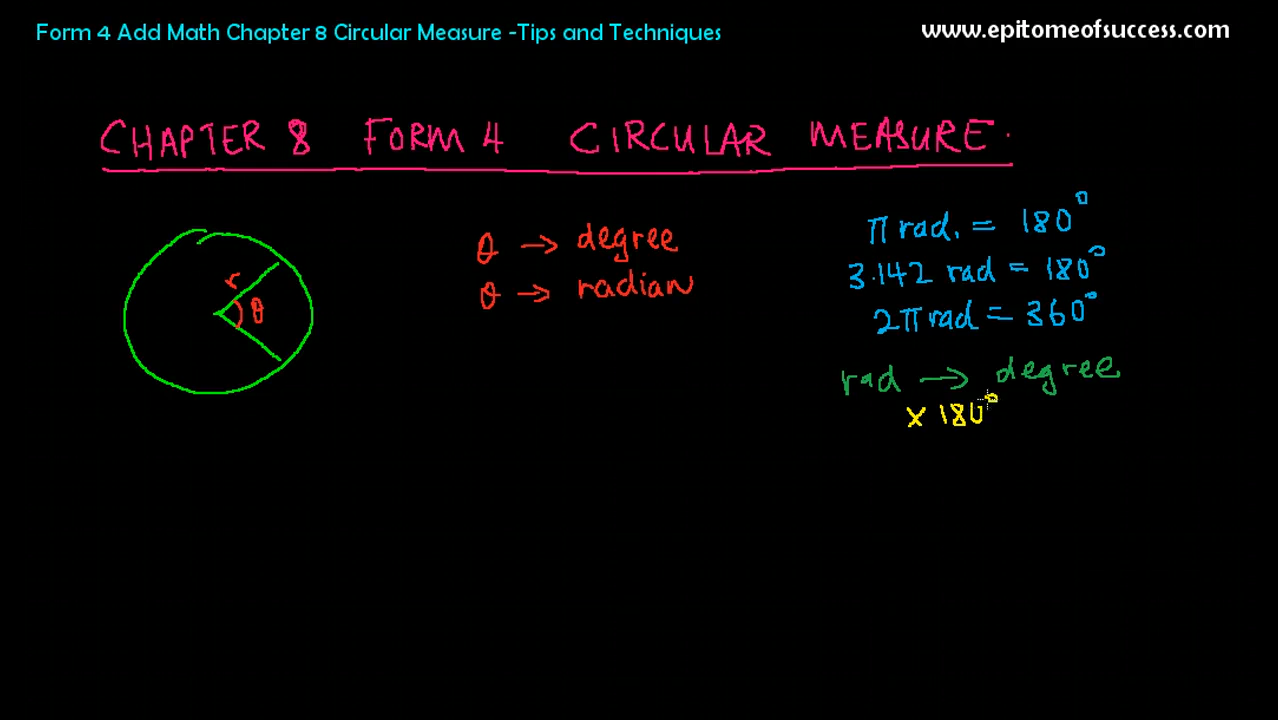 Form 4 Add Math Chapter 8 Circular Measure -Tips and Techniques
www.epitomeofsuccess.com
CHAPTER 8 FORM 4 CIRCULAR MEASURE.
r
θ
θ → degree
θ → radian
π rad. = 180°
3.142 rad = 180°
2π rad = 360°
rad → degree
× 180°